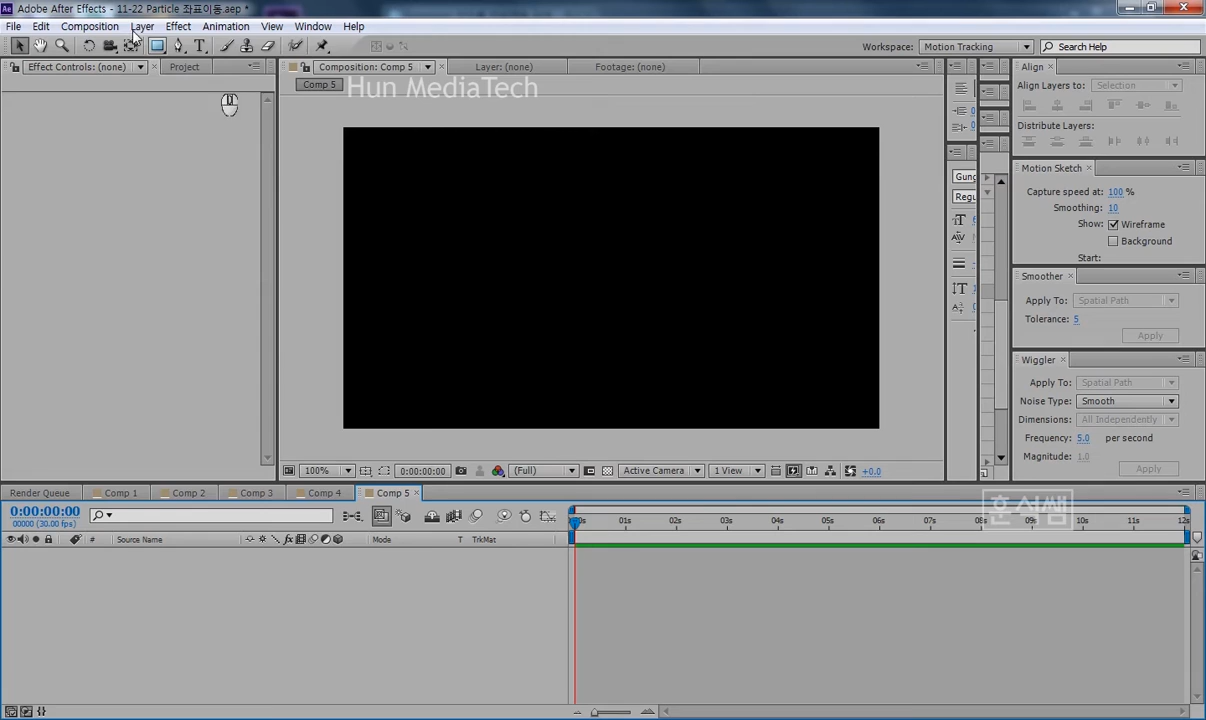 Adobe After Effects - 11-22 Particle 좌표이동.aep *
File Edit Composition Layer Effect Animation View Window Help
Workspace: Motion Tracking Search Help
Effect Controls: (none) Project
Composition: Comp 5 Layer: (none) Footage: (none)
Comp 5
Hun MediaTech
Align
Align Layers to: Selection
Distribute Layers:
Motion Sketch
Capture speed at: 100 %
Smoothing: 10
Show: Wireframe
Background
Start:
Gung
Regu
Smoother
Apply To: Spatial Path
Tolerance: 5
Apply
Wiggler
Apply To: Spatial Path
Noise Type: Smooth
Dimensions: All Independently
Frequency: 5.0 per second
Magnitude: 1.0
Apply
100% 0:00:00:00 (Full) Active Camera 1 View +0.0
Render Queue Comp 1 Comp 2 Comp 3 Comp 4 Comp 5
0:00:00:00
00000 (30.00 fps)
훈석쌤
01s 02s 03s 04s 05s 06s 07s 08s 09s 10s 11s 12s
# Source Name Mode T TrkMat